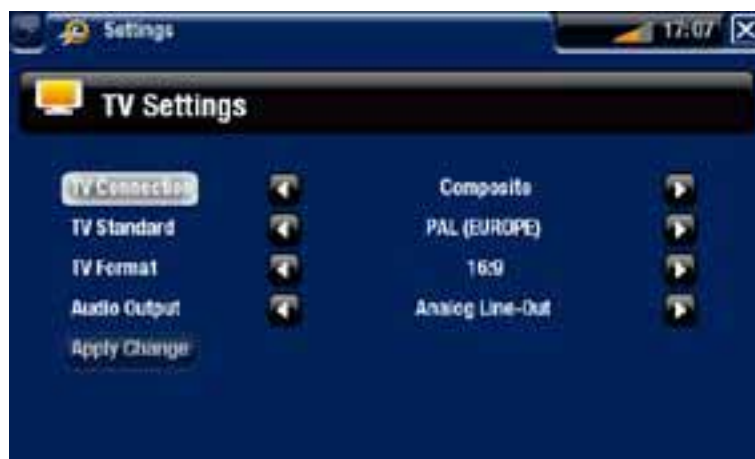 Settings 17:07
TV Settings
TV Connection Composite
TV Standard PAL (EUROPE)
TV Format 16:9
Audio Output Analog Line-Out
Apply Change